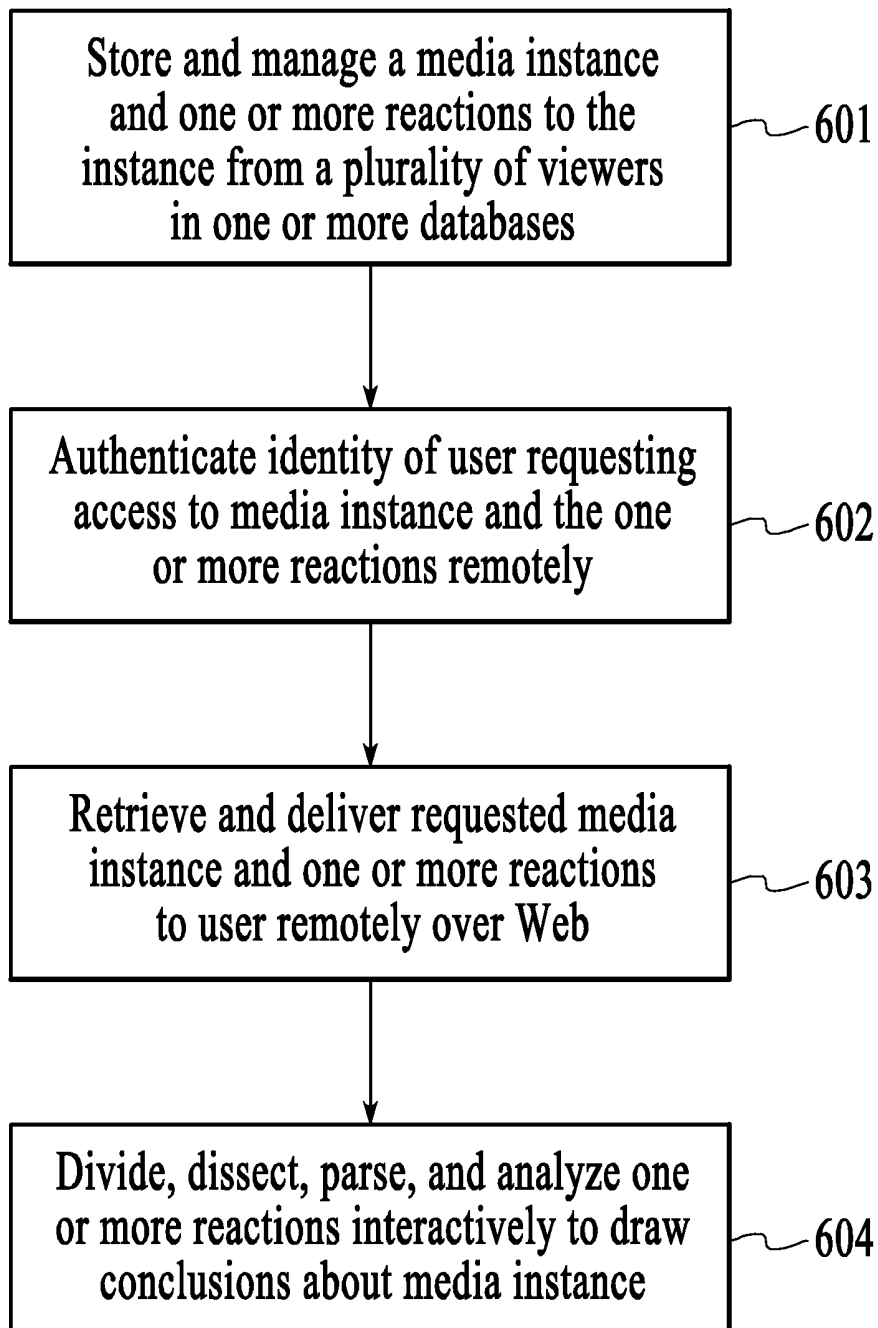 Store and manage a media instance
and one or more reactions to the
instance from a plurality of viewers
in one or more databases
601
Authenticate identity of user requesting
access to media instance and the one
or more reactions remotely
602
Retrieve and deliver requested media
instance and one or more reactions
to user remotely over Web
603
Divide, dissect, parse, and analyze one
or more reactions interactively to draw
conclusions about media instance
604